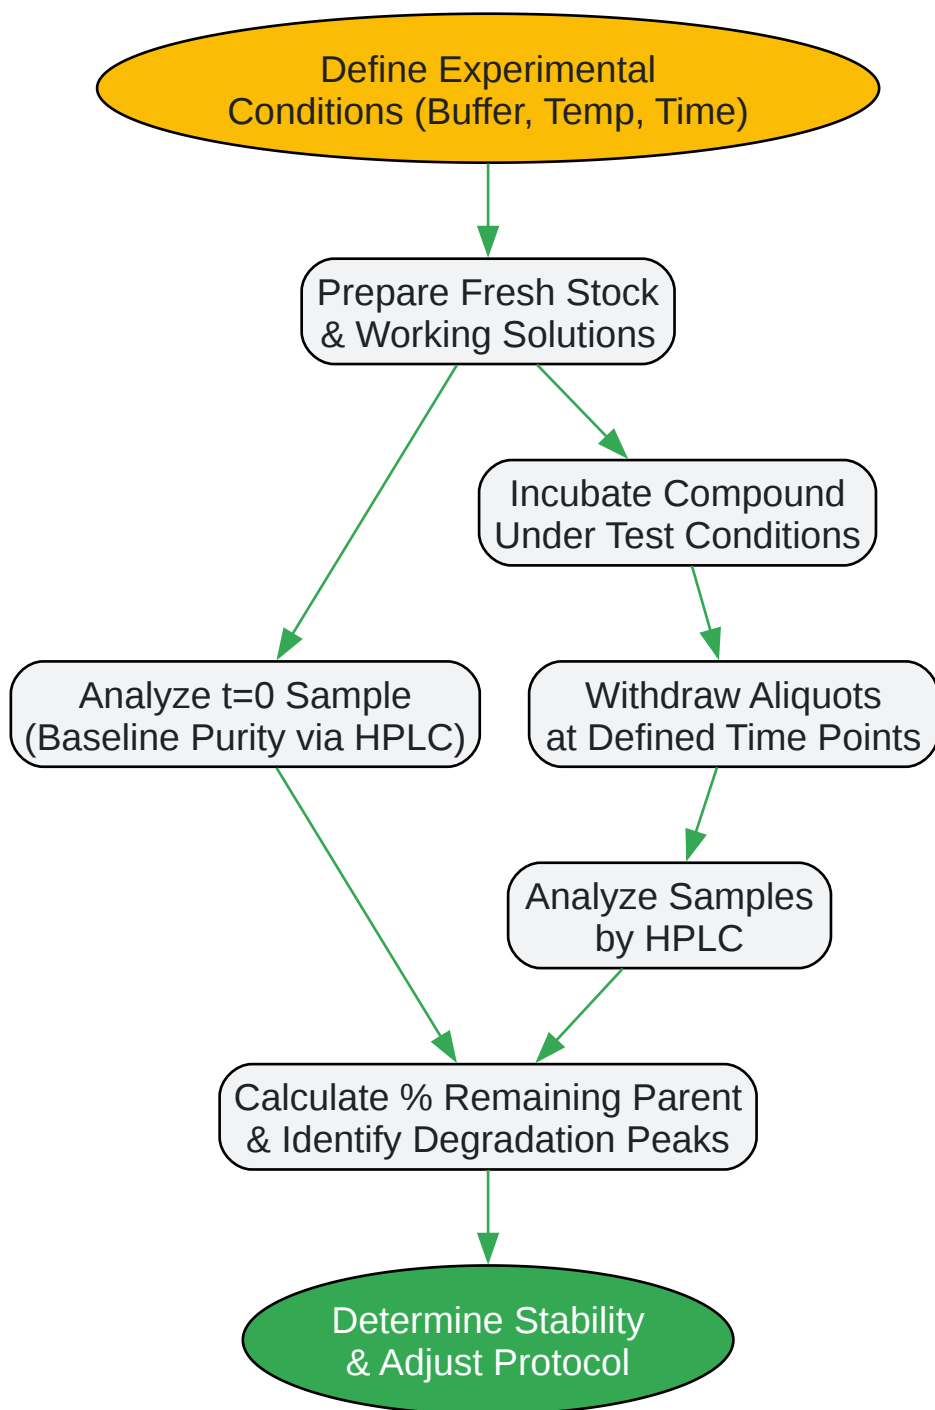 Define Experimental
Conditions (Buffer, Temp, Time)
Prepare Fresh Stock
& Working Solutions
Incubate Compound
Under Test Conditions
Analyze t=0 Sample
(Baseline Purity via HPLC)
Withdraw Aliquots
at Defined Time Points
Analyze Samples
by HPLC
Calculate % Remaining Parent
& Identify Degradation Peaks
Determine Stability
& Adjust Protocol